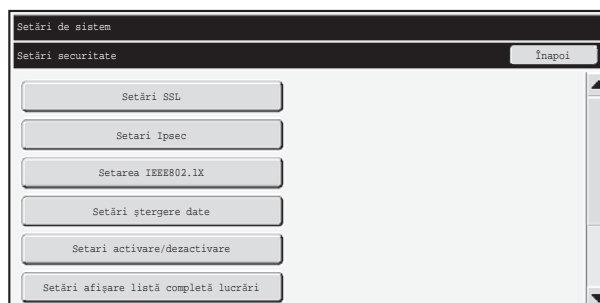 Setări de sistem
Setări securitate
Înapoi
Setări SSL
Setari Ipsec
Setarea IEEE802.1X
Setări ştergere date
Setari activare/dezactivare
Setări afişare listă completă lucrări